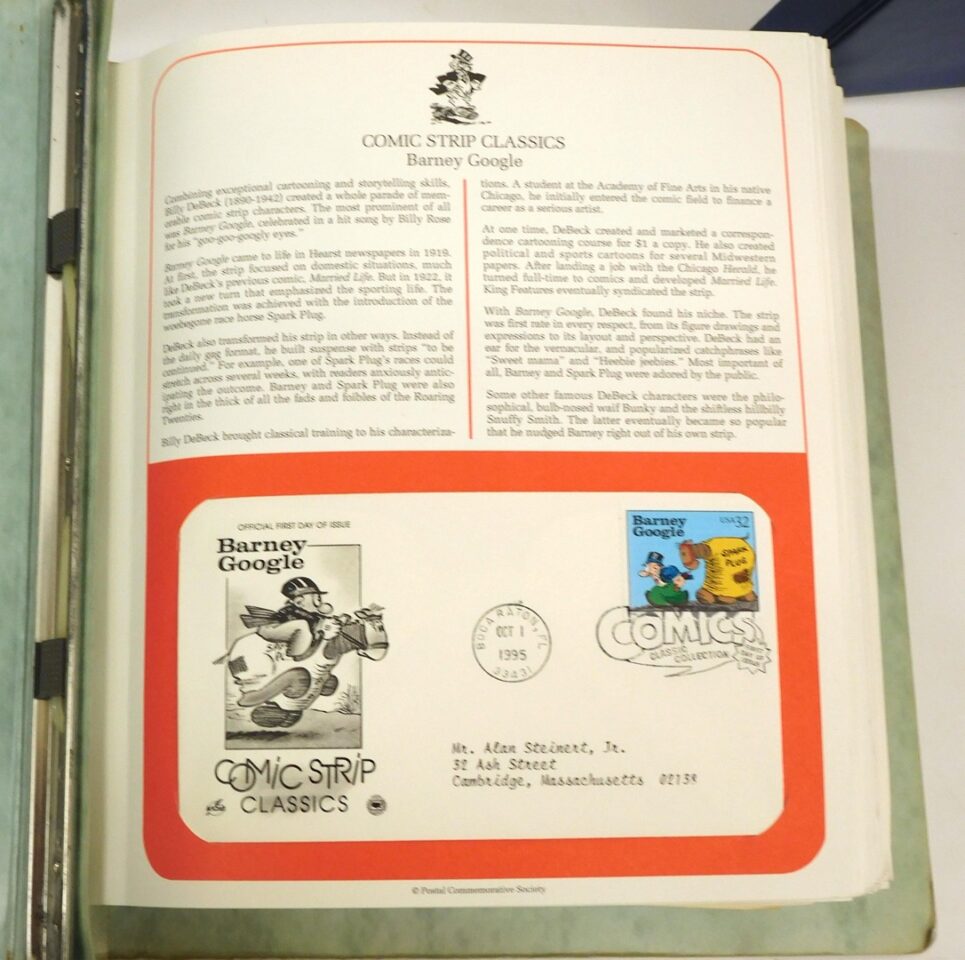 COMIC STRIP CLASSICS
Barney Google
Combining exceptional cartooning and storytelling skills,
Billy DeBeck (1890-1942) created a whole parade of mem-
orable comic strip characters. The most prominent of all
was Barney Google, celebrated in a hit song by Billy Rose
for his "goo-goo-googly eyes."
Barney Google came to life in Hearst newspapers in 1919.
At first, the strip focused on domestic situations, much
like DeBeck's previous comic, Married Life. But in 1922, it
took a new turn that emphasized the sporting life. The
transformation was achieved with the introduction of the
woebegone race horse Spark Plug.
DeBeck also transformed his strip in other ways. Instead of
the daily gag format, he built suspense with strips "to be
continued." For example, one of Spark Plug's races could
stretch across several weeks, with readers anxiously antic-
ipating the outcome. Barney and Spark Plug were also
right in the thick of all the fads and foibles of the Roaring
Twenties.
Billy DeBeck brought classical training to his characteriza-
tions. A student at the Academy of Fine Arts in his native
Chicago, he initially entered the comic field to finance a
career as a serious artist.
At one time, DeBeck created and marketed a correspon-
dence cartooning course for $1 a copy. He also created
political and sports cartoons for several Midwestern
papers. After landing a job with the Chicago Herald, he
turned full-time to comics and developed Married Life.
King Features eventually syndicated the strip.
With Barney Google, DeBeck found his niche. The strip
was first rate in every respect, from its figure drawings and
expressions to its layout and perspective. DeBeck had an
ear for the vernacular, and popularized catchphrases like
"Sweet mama" and "Heebie jeebies." Most important of
all, Barney and Spark Plug were adored by the public.
Some other famous DeBeck characters were the philo-
sophical, bulb-nosed waif Bunky and the shiftless hillbilly
Snuffy Smith. The latter eventually became so popular
that he nudged Barney right out of his own strip.
OFFICIAL FIRST DAY OF ISSUE
Barney
Google
COMIC STRIP
CLASSICS
BOCA RATON, FL
OCT 1
1995
33431
Barney
Google
USA 32
SPARK
PLUG
COMICS
CLASSIC
COLLECTION
FIRST
DAY OF
ISSUE
Mr. Alan Steinert, Jr.
32 Ash Street
Cambridge, Massachusetts 02139
© Postal Commemorative Society